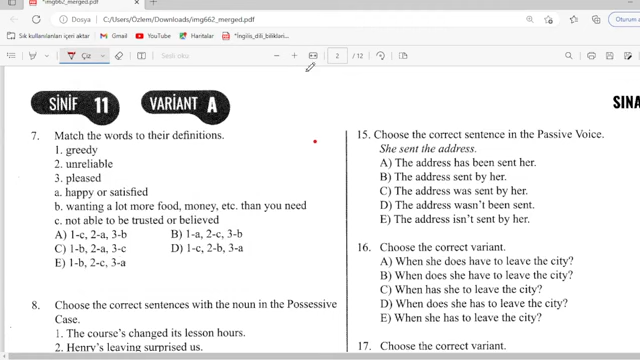 *img662_merged.pdf
Dosya
C:/Users/Özlem/Downloads/img662_merged.pdf
Oturum a
Sık kullanılanları içeri aktar
Gmail
YouTube
Haritalar
*İngilis_dili_bilikleri...
Çiz
Sesli oku
2
/ 12
SİNİF 11
VARİANT A
SINA
7. Match the words to their definitions.
1. greedy
2. unreliable
3. pleased
a. happy or satisfied
b. wanting a lot more food, money, etc. than you need
c. not able to be trusted or believed
A) 1-c, 2-a, 3-b B) 1-a, 2-c, 3-b
C) 1-b, 2-a, 3-c D) 1-c, 2-b, 3-a
E) 1-b, 2-c, 3-a
8. Choose the correct sentences with the noun in the Possessive
Case.
1. The course's changed its lesson hours.
2. Henry's leaving surprised us.
15. Choose the correct sentence in the Passive Voice.
She sent the address.
A) The address has been sent her.
B) The address sent by her.
C) The address was sent by her.
D) The address wasn't been sent.
E) The address isn't sent by her.
16. Choose the correct variant.
A) When she does have to leave the city?
B) When does she have to leave the city?
C) When has she to leave the city?
D) When does she has to leave the city?
E) When she has to leave the city?
17. Choose the correct variant.